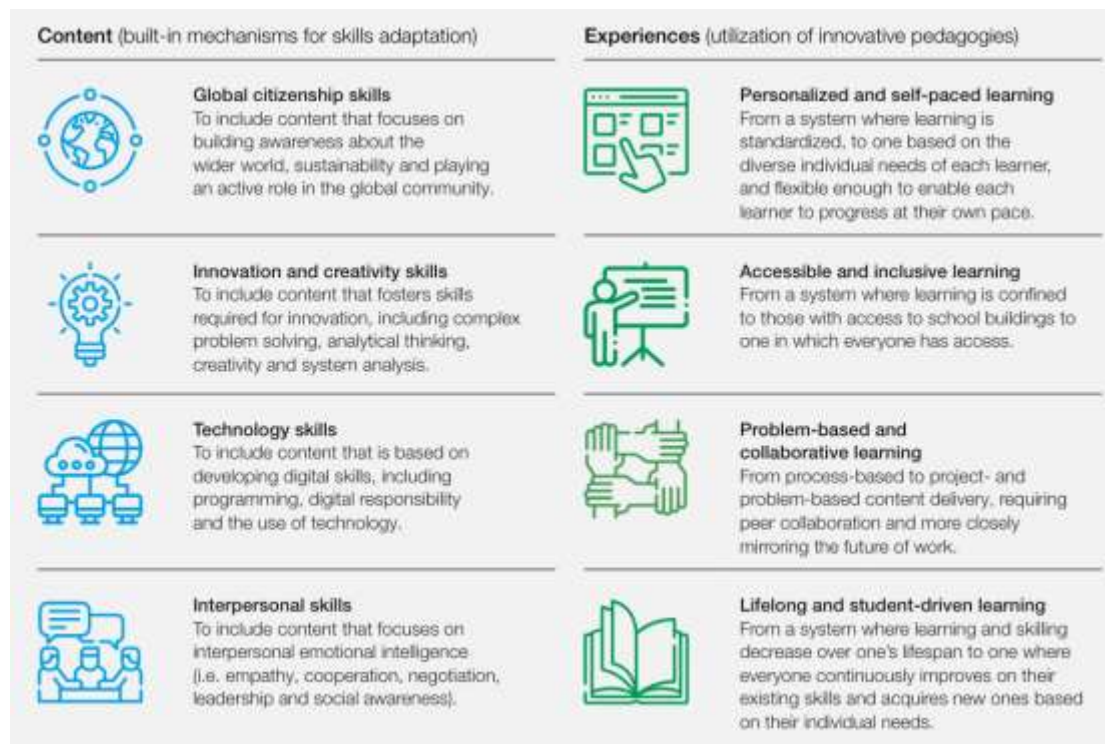 Content (built-in mechanisms for skills adaptation)
Global citizenship skills
To include content that focuses on
building awareness about the
wider world, sustainability and playing
an active role in the global community.
Innovation and creativity skills
To include content that fosters skills
required for innovation, including complex
problem solving, analytical thinking,
creativity and system analysis.
Technology skills
To include content that is based on
developing digital skills, including
programming, digital responsibility
and the use of technology.
Interpersonal skills
To include content that focuses on
interpersonal emotional intelligence
(i.e. empathy, cooperation, negotiation,
leadership and social awareness).
Experiences (utilization of innovative pedagogies)
Personalized and self-paced learning
From a system where learning is
standardized, to one based on the
diverse individual needs of each learner,
and flexible enough to enable each
learner to progress at their own pace.
Accessible and inclusive learning
From a system where learning is confined
to those with access to school buildings to
one in which everyone has access.
Problem-based and
collaborative learning
From process-based to project- and
problem-based content delivery, requiring
peer collaboration and more closely
mirroring the future of work.
Lifelong and student-driven learning
From a system where learning and skilling
decrease over one's lifespan to one where
everyone continuously improves on their
existing skills and acquires new ones based
on their individual needs.